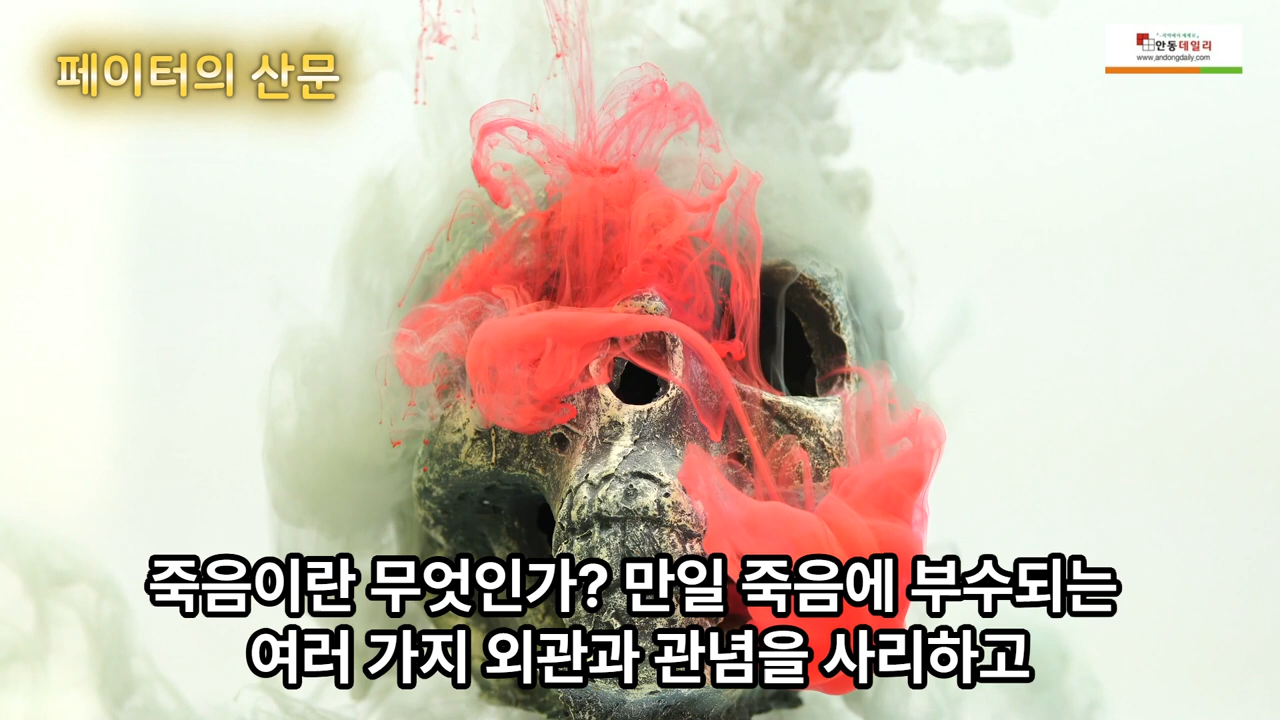 페이터의 산문
안동데일리
www.andongdaily.com
죽음이란 무엇인가? 만일 죽음에 부수되는
여러 가지 외관과 관념을 사리하고